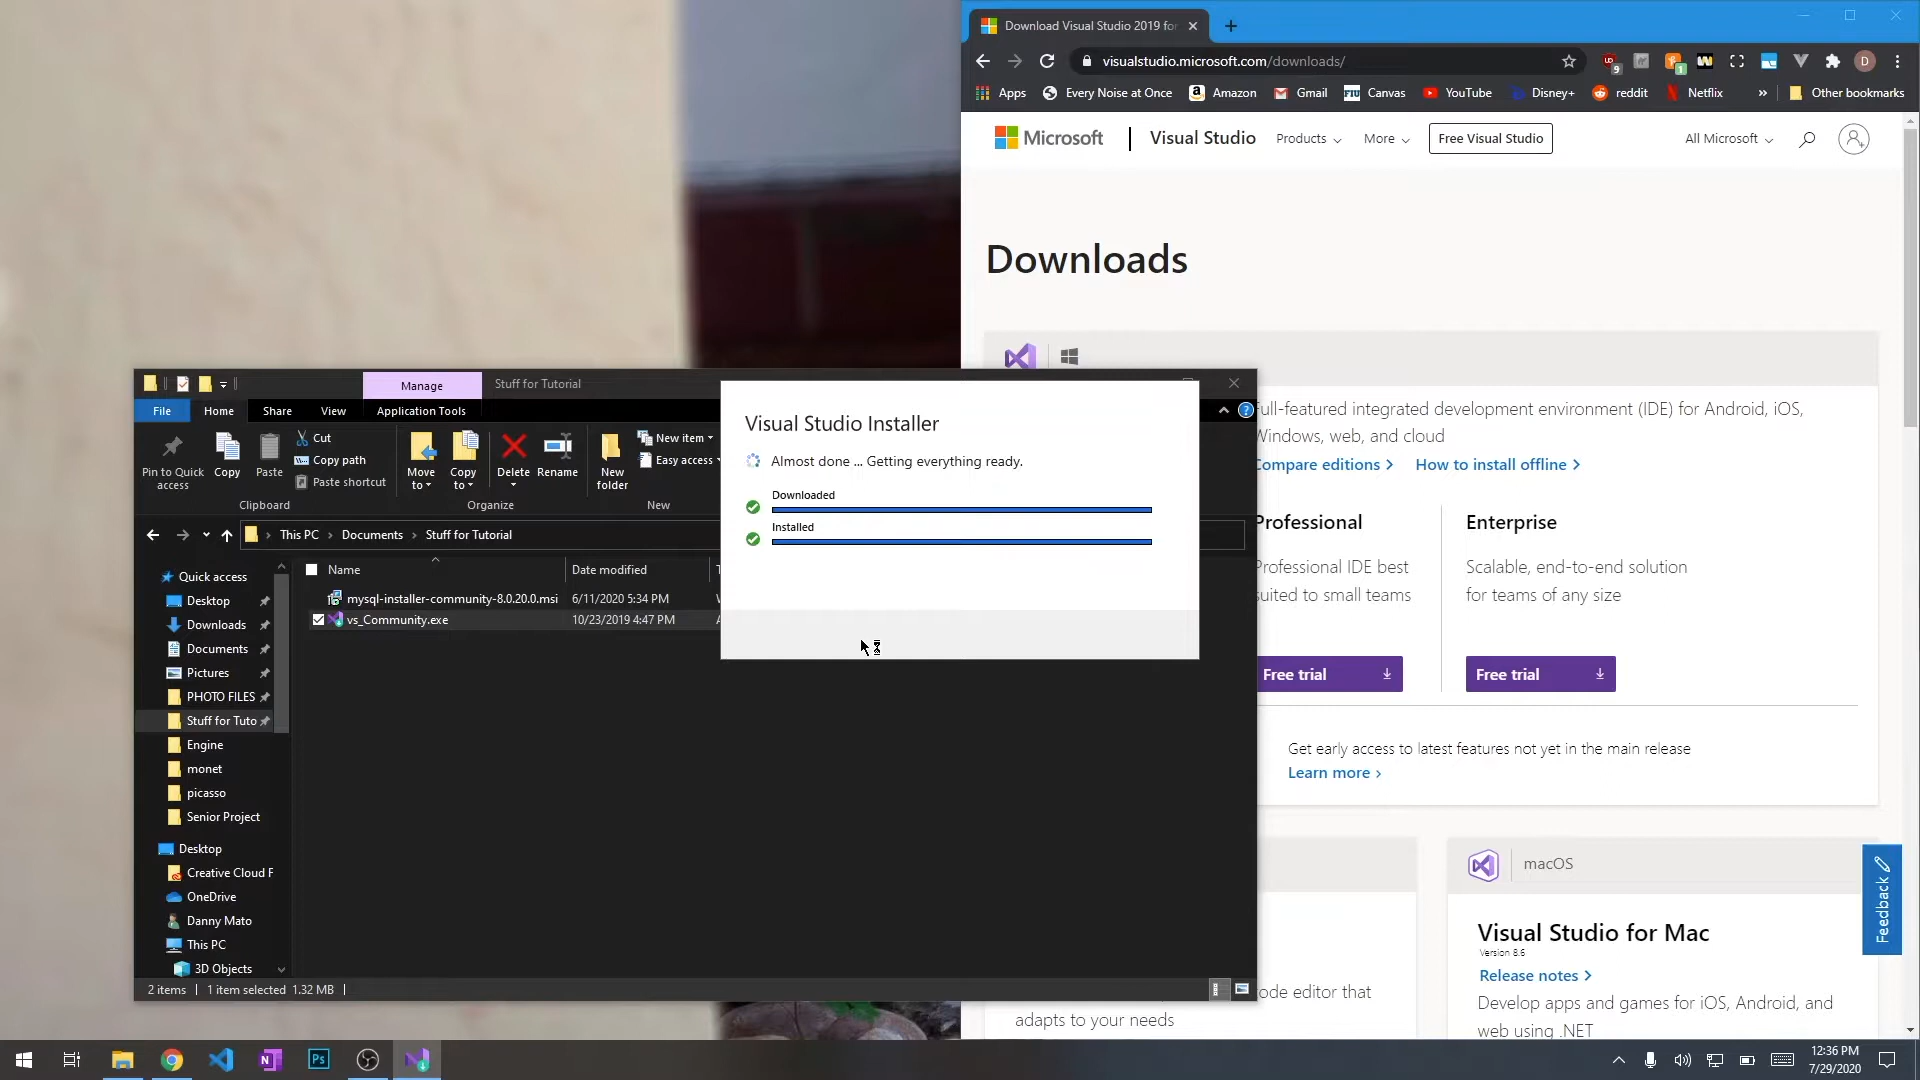 Download Visual Studio 2019 for
visualstudio.microsoft.com/downloads/
9
1
D
Apps
Every Noise at Once
Amazon
Gmail
FIU
Canvas
YouTube
Disney+
reddit
Netflix
»
Other bookmarks
Microsoft
Visual Studio
Products
More
Free Visual Studio
All Microsoft
Downloads
Full-featured integrated development environment (IDE) for Android, iOS,
Windows, web, and cloud
Compare editions
How to install offline
Professional
Enterprise
Professional IDE best
suited to small teams
Scalable, end-to-end solution
for teams of any size
Free trial
Free trial
Get early access to latest features not yet in the main release
Learn more
macOS
Visual Studio for Mac
Version 8.6
Release notes
Develop apps and games for iOS, Android, and
web using .NET
ode editor that
adapts to your needs
Feedback
Manage
Stuff for Tutorial
File
Home
Share
View
Application Tools
Pin to Quick
access
Copy
Paste
Cut
Copy path
Paste shortcut
Clipboard
Move
to
Copy
to
Delete
Rename
Organize
New
folder
New item
Easy access
New
This PC
Documents
Stuff for Tutorial
Name
Date modified
T
mysql-installer-community-8.0.20.0.msi
6/11/2020 5:34 PM
vs_Community.exe
10/23/2019 4:47 PM
Quick access
Desktop
Downloads
Documents
Pictures
PHOTO FILES
Stuff for Tuto
Engine
monet
picasso
Senior Project
Desktop
Creative Cloud F
OneDrive
Danny Mato
This PC
3D Objects
2 items
1 item selected 1.32 MB
Visual Studio Installer
Almost done ... Getting everything ready.
Downloaded
Installed
N
Ps
12:36 PM
7/29/2020